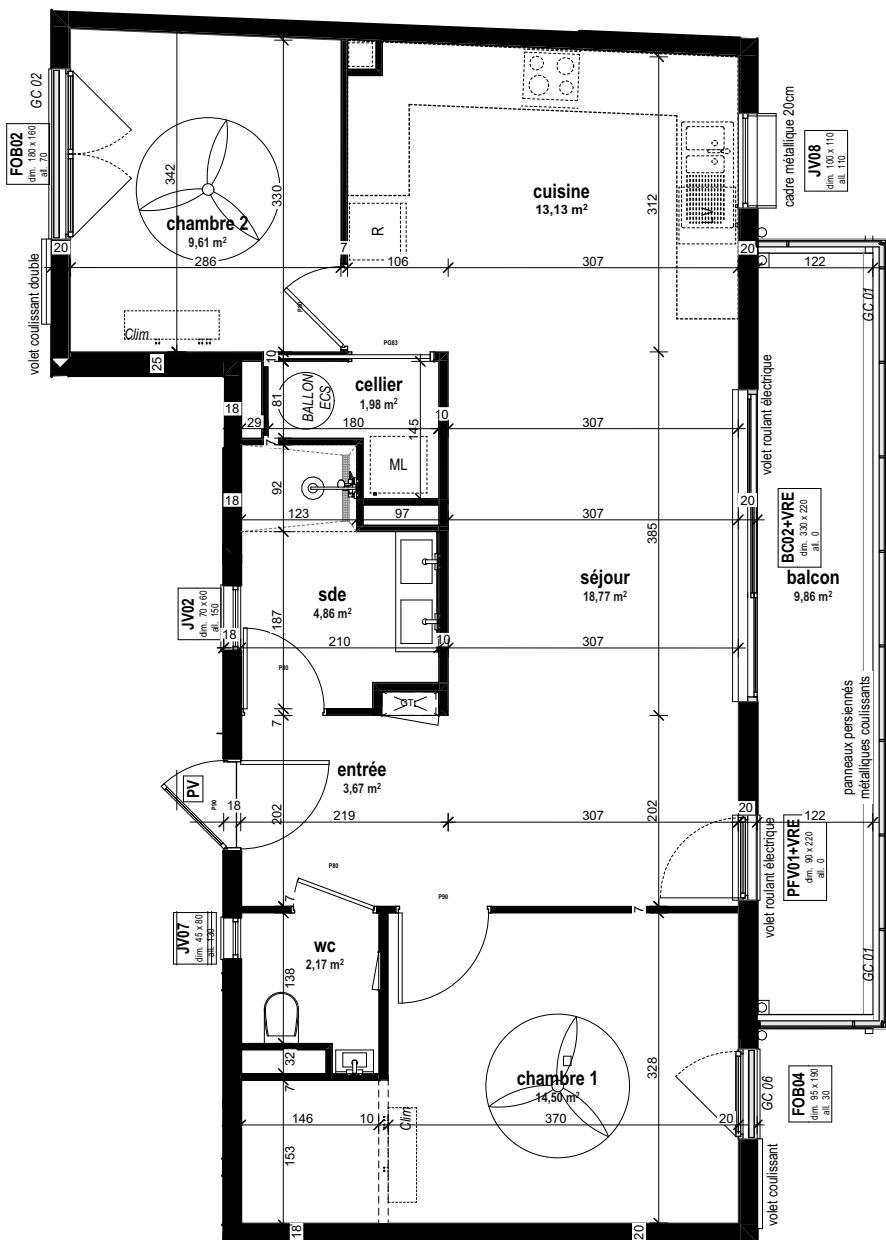 FOB02
dim. 180 x 160
all. 70
GC 02
volet coulissant double
20
342
330
chambre 2
9,61 m²
286
7
106
R
cuisine
13,13 m²
312
307
LV
20
cadre métallique 20cm
JV08
dim. 100 x 110
all. 110
122
GC 01
Clim
P80
PG83
25
10
18
81
29
BALLON
ECS
cellier
1,98 m²
180
145
10
307
7
ML
volet roulant électrique
18
92
123
97
307
385
20
BC02+VRE
dim. 330 x 220
all. 0
balcon
9,86 m²
JV02
dim. 70 x 60
all. 150
18
sde
4,86 m²
187
210
10
séjour
18,77 m²
307
P80
GTL
7
panneaux persiennés
métalliques coulissants
PV
P90
18
entrée
3,67 m²
202
219
307
202
20
122
PFV01+VRE
dim. 90 x 220
all. 0
volet roulant électrique
P80
P90
7
7
JV07
dim. 45 x 80
all. 130
wc
2,17 m²
138
32
GC 01
328
chambre 1
14,50 m²
7
146
10
Clim
370
20
153
GC 06
FOB04
dim. 95 x 190
all. 30
volet coulissant
18
20